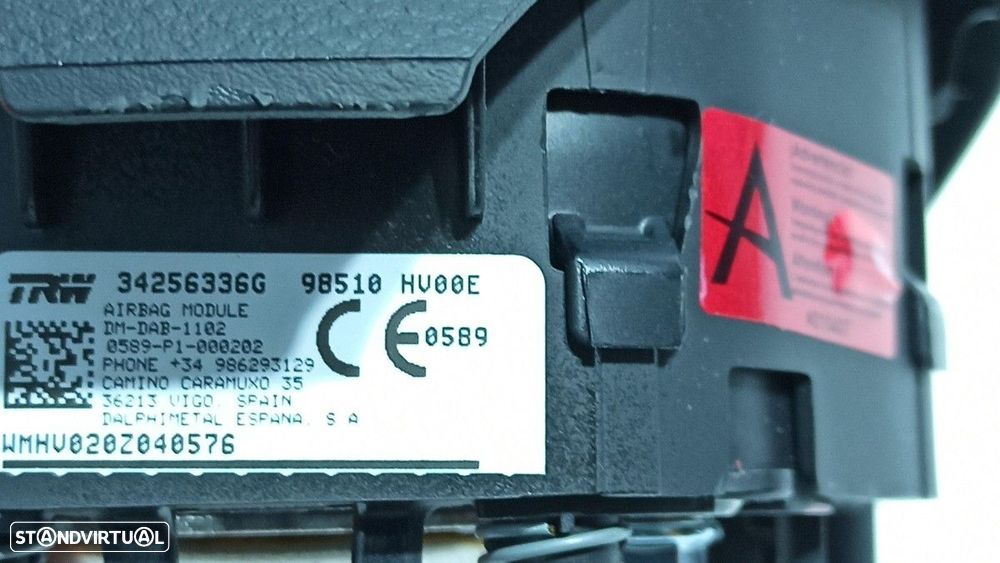 TRW 34256336G 98510 HV00E
AIRBAG MODULE
DM-DAB-1102
0589-P1-000202
PHONE +34 986293129
CAMINO CARAMUXO 35
36213 VIGO. SPAIN
DALPHIMETAL ESPANA. S A
CE 0589
WMHV020Z040576
A
STANDVIRTUAL